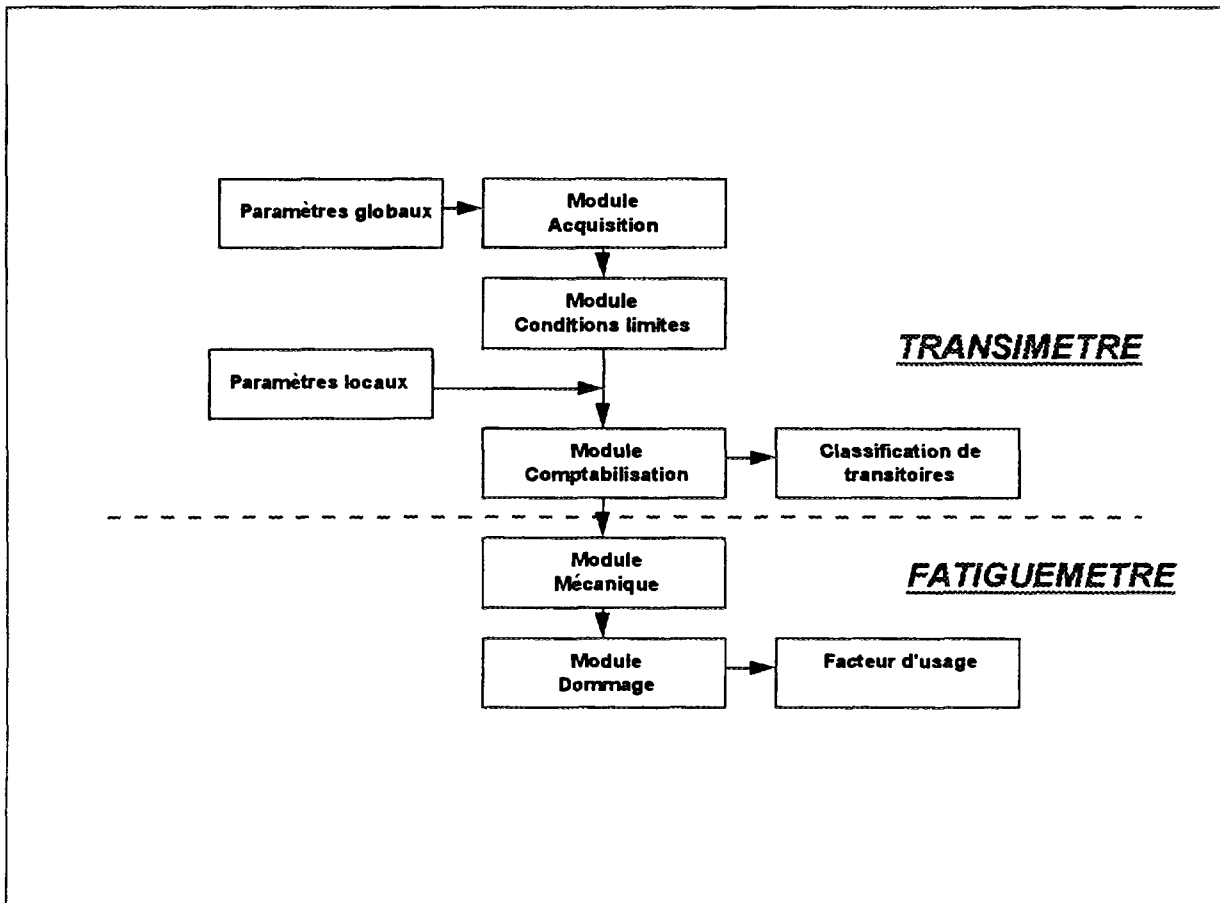 Paramètres globaux
Module
Acquisition
Module
Conditions limites
TRANSIMETRE
Paramètres locaux
Module
Comptabilisation
Classification de
transitoires
Module
Mécanique
FATIGUEMETRE
Module
Dommage
Facteur d'usage